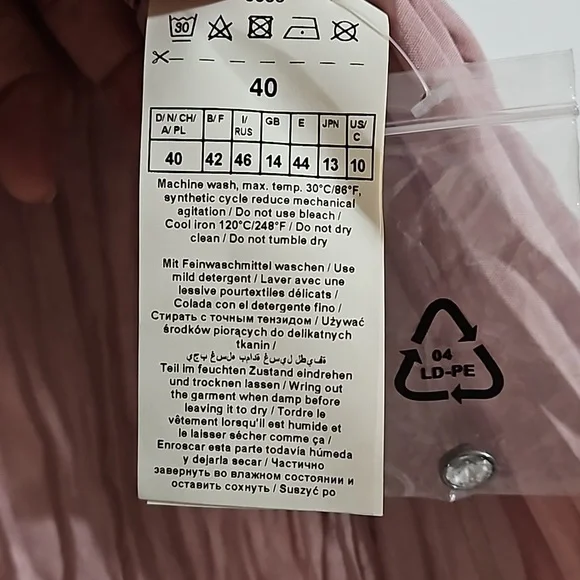 30
40
D/ N/ CH/ A/ PL B/ F I/ RUS GB E JPN US/ C
40 42 46 14 44 13 10
Machine wash, max. temp. 30°C/86°F,
synthetic cycle reduce mechanical
agitation / Do not use bleach /
Cool iron 120°C/248°F / Do not dry
clean / Do not tumble dry
Mit Feinwaschmittel waschen / Use
mild detergent / Laver avec une
lessive pourtextiles délicats /
Colada con el detergente fino /
Стирать с точным тензидом / Używać
środków piorących do delikatnych
tkanin /
Teil im feuchten Zustand eindrehen
und trocknen lassen / Wring out
the garment when damp before
leaving it to dry / Tordre le
vêtement lorsqu'il est humide et
le laisser sécher comme ça /
Enroscar esta parte todavía húmeda
y dejarla secar / Частично
завернуть во влажном состоянии и
оставить сохнуть / Suszyć po
04
LD-PE